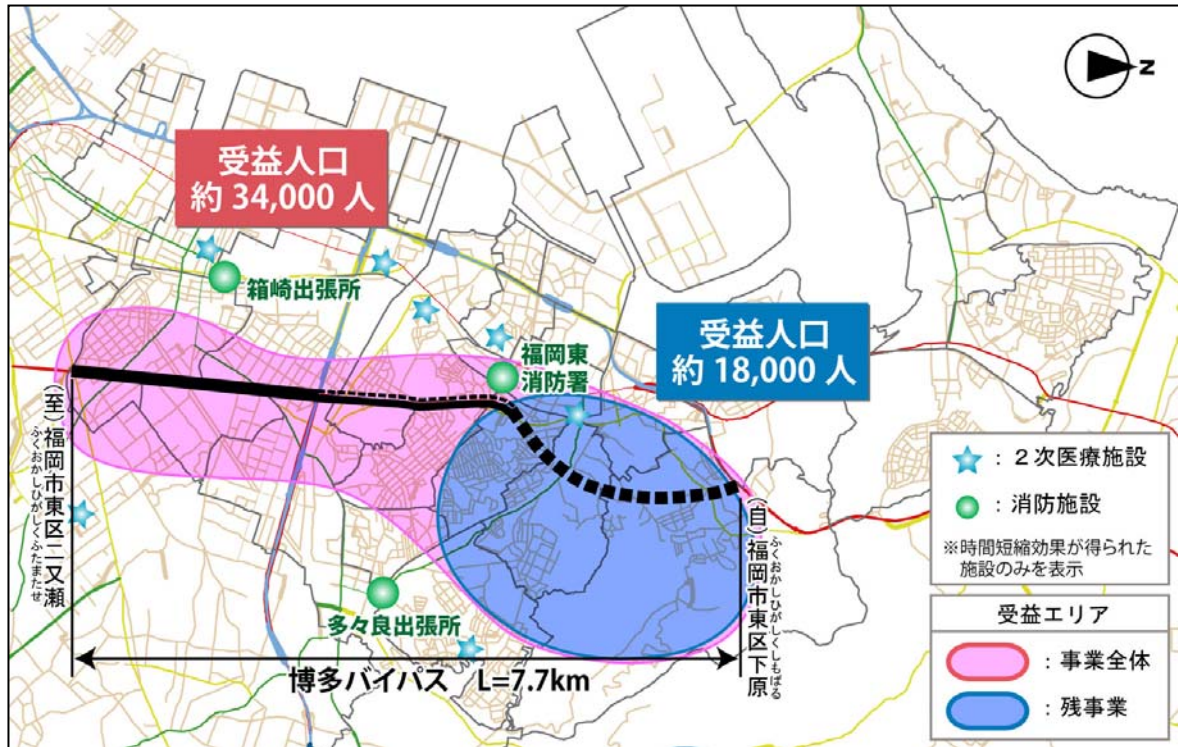 N
受益人口
約 34,000 人
箱崎出張所
福岡東
消防署
受益人口
約 18,000 人
(至)福岡市東区二又瀬
ふくおかしひがしくふたまたせ
(自)福岡市東区下原
ふくおかしひがしくしもばる
多々良出張所
博多バイパス L=7.7km
：２次医療施設
：消防施設
※時間短縮効果が得られた
施設のみを表示
受益エリア
：事業全体
：残事業